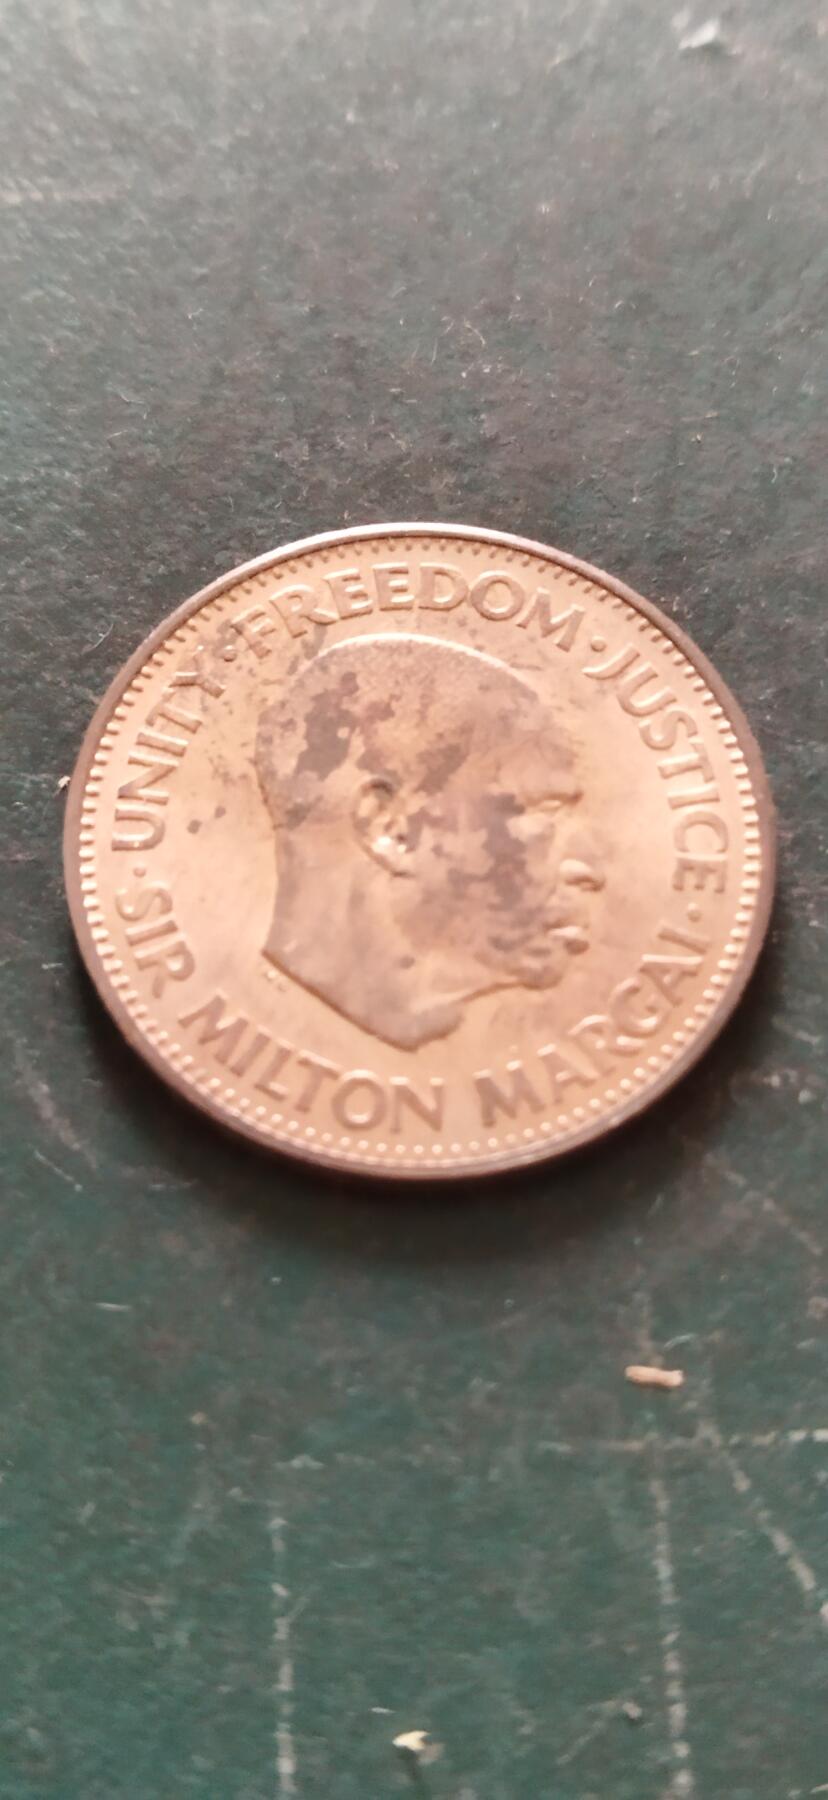 · UNITY · FREEDOM · JUSTICE ·
SIR MILTON MARGAI